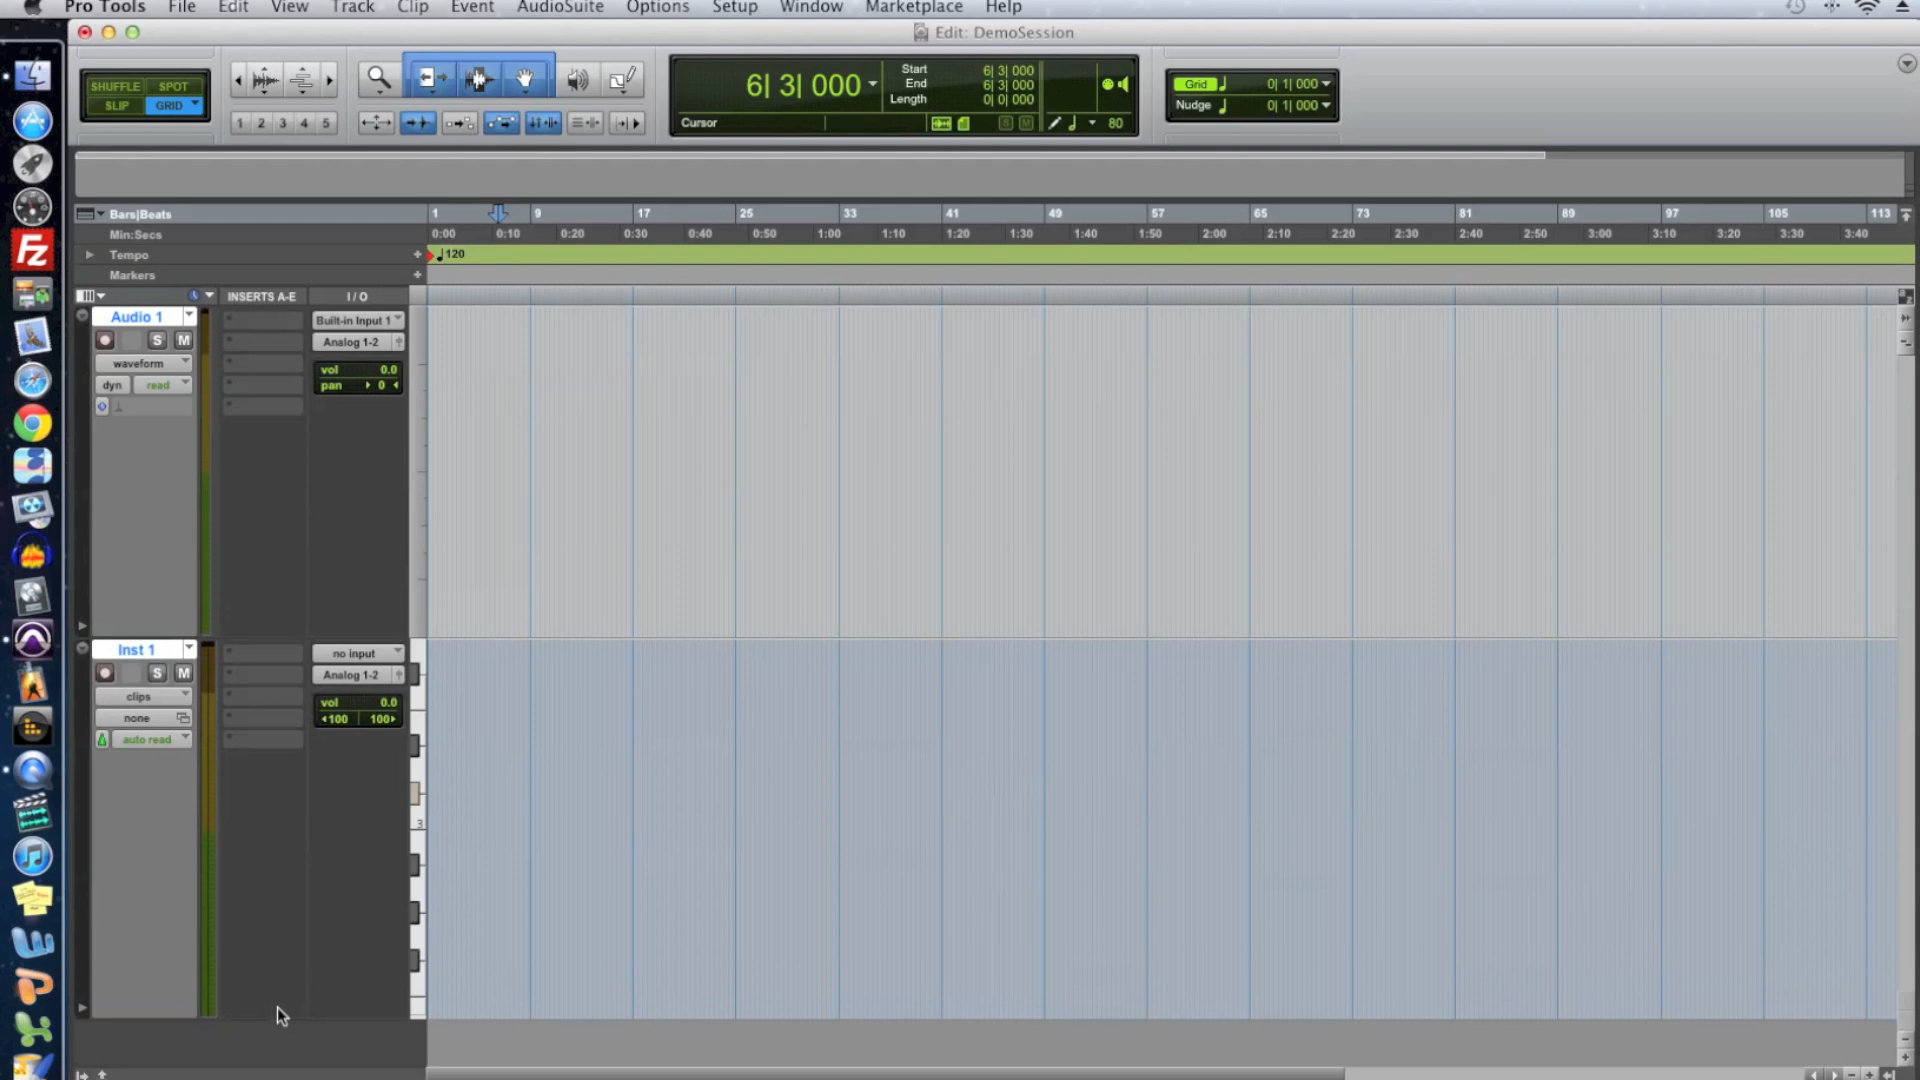 Pro Tools File Edit View Track Clip Event AudioSuite Options Setup Window Marketplace Help
Edit: DemoSession
SHUFFLE SPOT
SLIP GRID
1 2 3 4 5
6| 3| 000
Start 6| 3| 000
End 6| 3| 000
Length 0| 0| 000
Cursor
S M
80
Grid 0| 1| 000
Nudge 0| 1| 000
Bars|Beats 1 9 17 25 33 41 49 57 65 73 81 89 97 105 113
Min:Secs 0:00 0:10 0:20 0:30 0:40 0:50 1:00 1:10 1:20 1:30 1:40 1:50 2:00 2:10 2:20 2:30 2:40 2:50 3:00 3:10 3:20 3:30 3:40
Tempo + 120
Markers +
INSERTS A-E I / O
Audio 1
S M
waveform
dyn read
Built-in Input 1
Analog 1-2
vol 0.0
pan 0
Inst 1
S M
clips
none
auto read
no input
Analog 1-2
vol 0.0
100 100
3
FZ